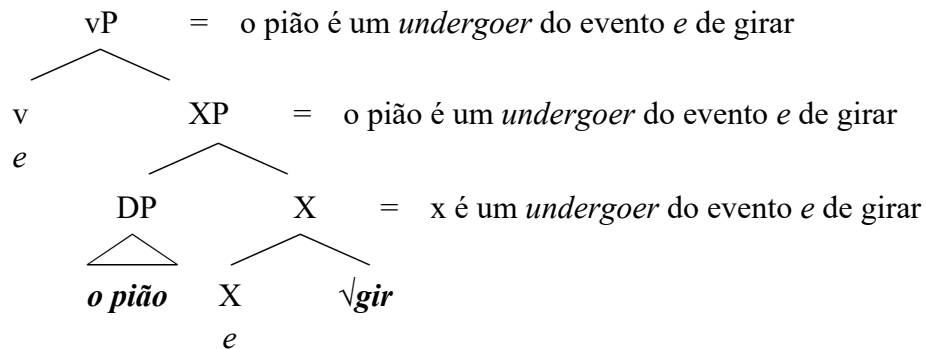 vP = o pião é um undergoer do evento e de girar
v XP = o pião é um undergoer do evento e de girar
e
DP X = x é um undergoer do evento e de girar
o pião X √gir
e